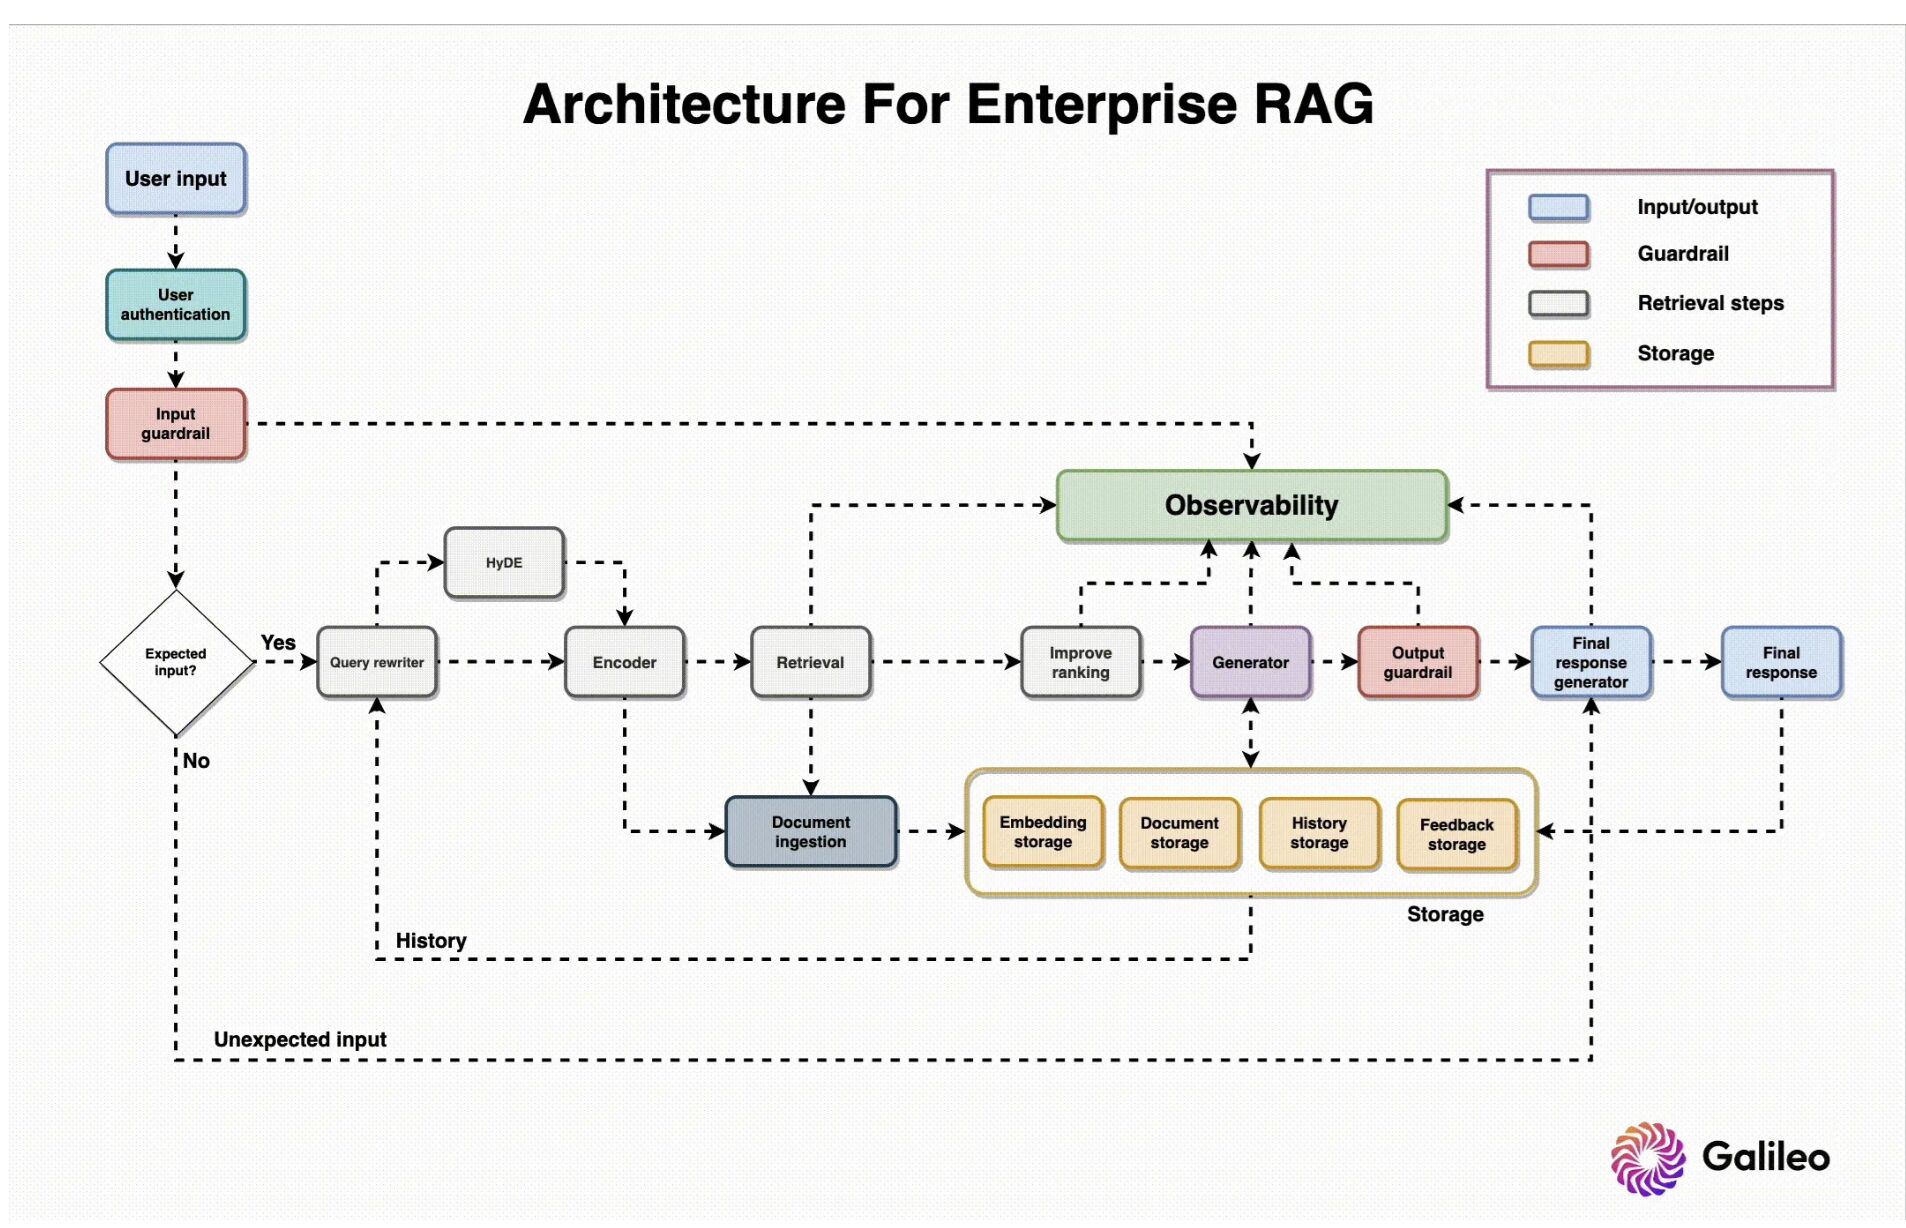 Architecture For Enterprise RAG
User input
Input/output
Guardrail
Retrieval steps
Storage
User
authentication
Input
guardrail
Observability
HyDE
Expected
input?
Yes
No
Query rewriter
Encoder
Retrieval
Improve
ranking
Generator
Output
guardrail
Final
response
generator
Final
response
Document
ingestion
Embedding
storage
Document
storage
History
storage
Feedback
storage
Storage
History
Unexpected input
Galileo